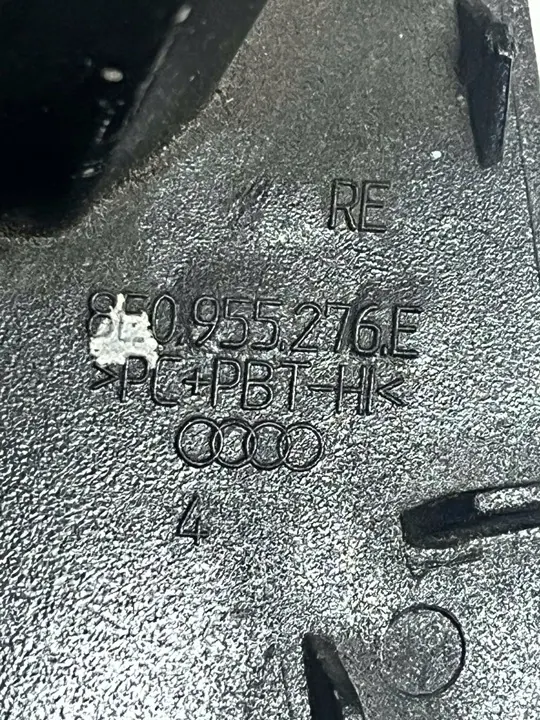 RE
8E0.955.276.E
>PC+PBT-HI<
4